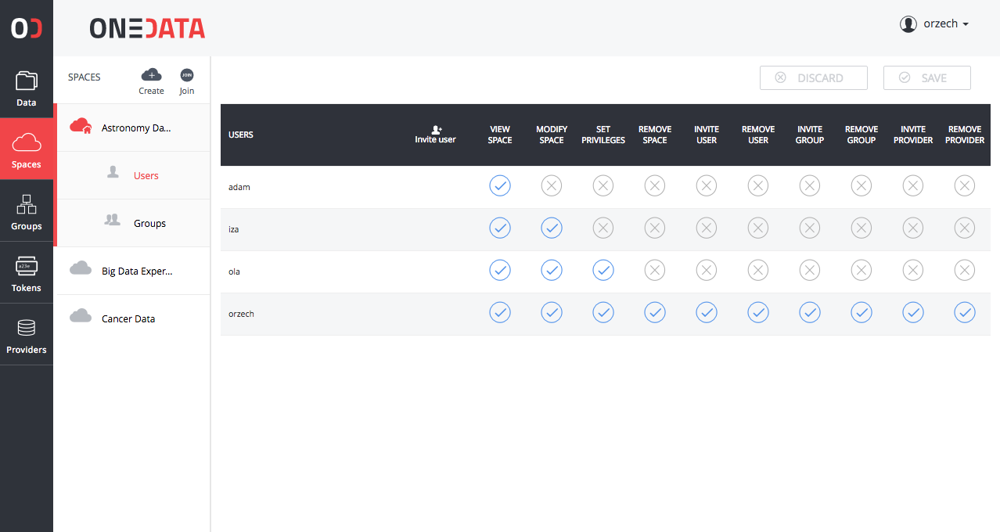 OD
ONEDATA
orzech
Data
Spaces
Groups
a23e
Tokens
Providers
SPACES
Create
JOIN
Join
Astronomy Da...
Users
Groups
Big Data Exper...
Cancer Data
DISCARD
SAVE
USERS
Invite user
VIEW SPACE
MODIFY SPACE
SET PRIVILEGES
REMOVE SPACE
INVITE USER
REMOVE USER
INVITE GROUP
REMOVE GROUP
INVITE PROVIDER
REMOVE PROVIDER
adam
iza
ola
orzech